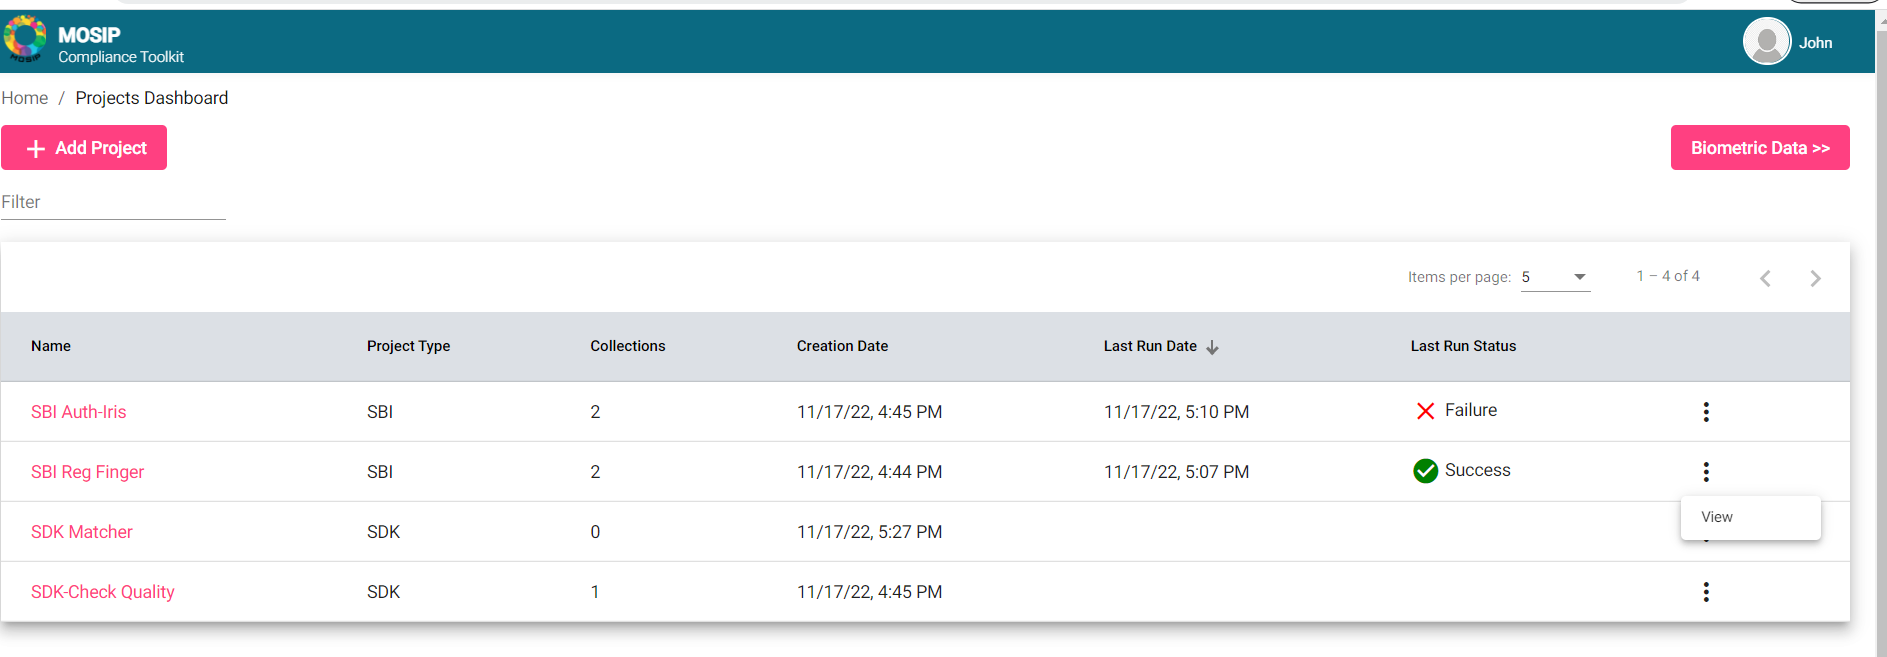 MOSIP
Compliance Toolkit
MOSIP
John
Home / Projects Dashboard
+ Add Project
Biometric Data >>
Filter
Items per page: 5 1 – 4 of 4
Name Project Type Collections Creation Date Last Run Date Last Run Status
SBI Auth-Iris SBI 2 11/17/22, 4:45 PM 11/17/22, 5:10 PM Failure
SBI Reg Finger SBI 2 11/17/22, 4:44 PM 11/17/22, 5:07 PM Success
View
SDK Matcher SDK 0 11/17/22, 5:27 PM
SDK-Check Quality SDK 1 11/17/22, 4:45 PM